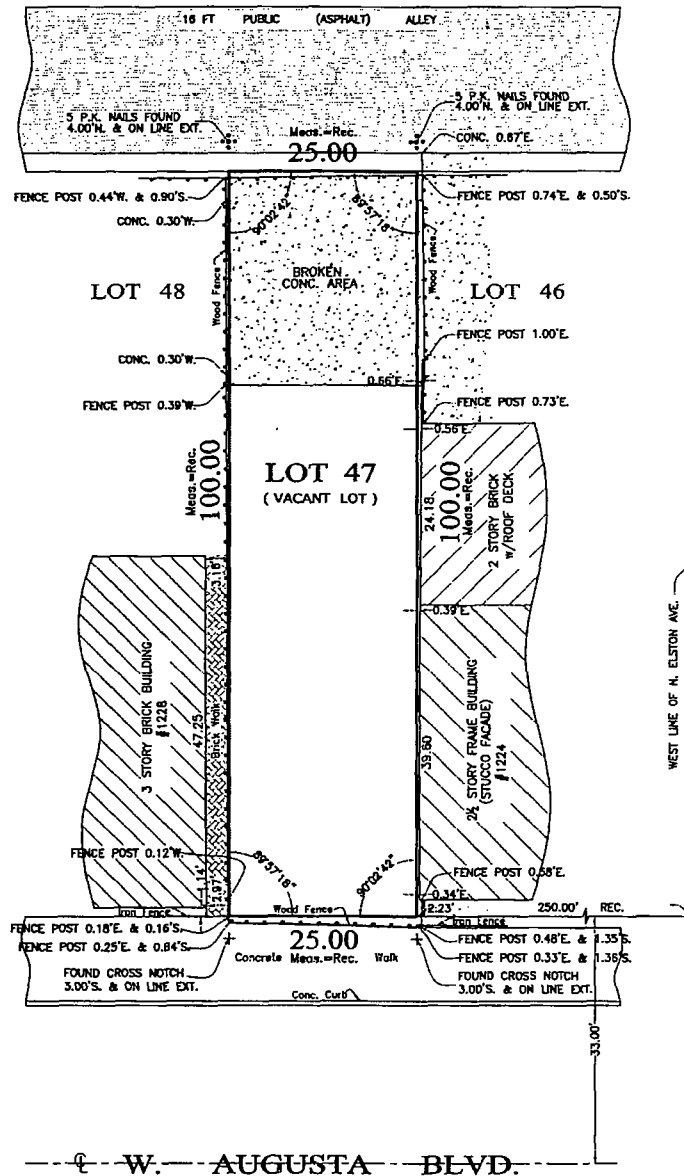 16 FT PUBLIC (ASPHALT) ALLEY
5 P.K. NAILS FOUND
4.00'N. & ON LINE EXT.
5 P.K. NAILS FOUND
4.00'N. & ON LINE EXT.
Meas.=Rec.
25.00
CONC. 0.67'E.
FENCE POST 0.44'W. & 0.90'S.
FENCE POST 0.74'E. & 0.50'S.
CONC. 0.30'W.
90°02'42"
89°57'18"
Wood Fence
Wood Fence
BROKEN
CONC. AREA
LOT 48
LOT 46
FENCE POST 1.00'E.
CONC. 0.30'W.
0.66'E.
FENCE POST 0.39'W.
FENCE POST 0.73'E.
0.56'E.
LOT 47
(VACANT LOT)
Meas.=Rec.
100.00
24.18
100.00
Meas.=Rec.
2 STORY BRICK
w/ROOF DECK
3.16'
0.39'E.
3 STORY BRICK BUILDING
#1228
47.25
Brick Walk
39.60
2½ STORY FRAME BUILDING
(STUCCO FACADE)
#1224
WEST LINE OF N. ELSTON AVE.
FENCE POST 0.12'W.
89°57'18"
90°02'42"
FENCE POST 0.58'E.
1.14'
2.97'
0.34'E.
Iron Fence
Wood Fence
2.23'
250.00' REC.
Iron Fence
FENCE POST 0.18'E. & 0.16'S.
FENCE POST 0.25'E. & 0.84'S.
FENCE POST 0.48'E. & 1.35'S.
FENCE POST 0.33'E. & 1.36'S.
25.00
Concrete Meas.=Rec. Walk
FOUND CROSS NOTCH
3.00'S. & ON LINE EXT.
FOUND CROSS NOTCH
3.00'S. & ON LINE EXT.
Conc. Curb
33.00'
℄ W. AUGUSTA BLVD.